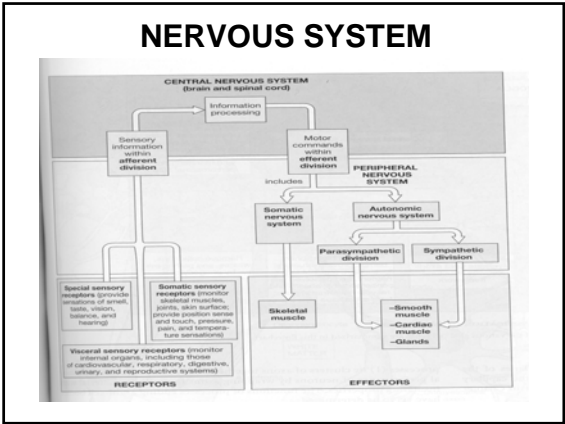 NERVOUS SYSTEM
CENTRAL NERVOUS SYSTEM
(brain and spinal cord)
Information
processing
Sensory
information
within
afferent
division
Motor
commands
within
efferent
division
includes
PERIPHERAL
NERVOUS
SYSTEM
Somatic
nervous
system
Autonomic
nervous system
Parasympathetic
division
Sympathetic
division
Special sensory
receptors (provide
sensations of smell,
taste, vision,
balance, and
hearing)
Somatic sensory
receptors (monitor
skeletal muscles,
joints, skin surface;
provide position sense
and touch, pressure,
pain, and tempera-
ture sensations)
Visceral sensory receptors (monitor
internal organs, including those
of cardiovascular, respiratory, digestive,
urinary, and reproductive systems)
RECEPTORS
Skeletal
muscle
–Smooth
muscle
–Cardiac
muscle
–Glands
EFFECTORS